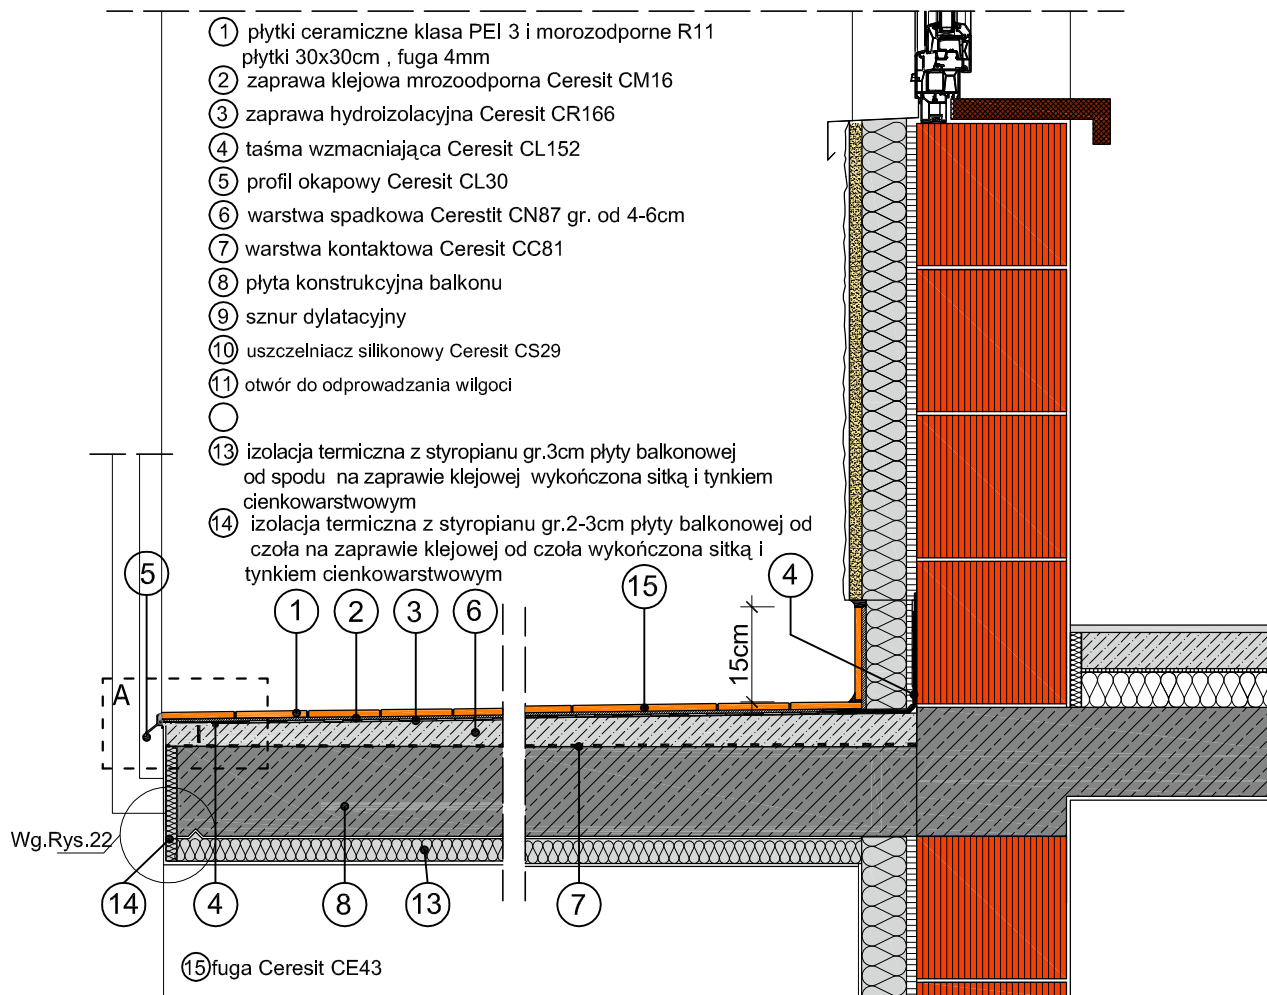 1 płytki ceramiczne klasa PEI 3 i morozodporne R11
płytki 30x30cm , fuga 4mm
2 zaprawa klejowa mrozoodporna Ceresit CM16
3 zaprawa hydroizolacyjna Ceresit CR166
4 taśma wzmacniająca Ceresit CL152
5 profil okapowy Ceresit CL30
6 warstwa spadkowa Cerestit CN87 gr. od 4-6cm
7 warstwa kontaktowa Ceresit CC81
8 płyta konstrukcyjna balkonu
9 sznur dylatacyjny
10 uszczelniacz silikonowy Ceresit CS29
11 otwór do odprowadzania wilgoci
13 izolacja termiczna z styropianu gr.3cm płyty balkonowej
od spodu na zaprawie klejowej wykończona sitką i tynkiem
cienkowarstwowym
14 izolacja termiczna z styropianu gr.2-3cm płyty balkonowej od
czoła na zaprawie klejowej od czoła wykończona sitką i
tynkiem cienkowarstwowym
5
15
4
1
2
3
6
15cm
A
Wg.Rys.22
14
4
8
13
7
15 fuga Ceresit CE43